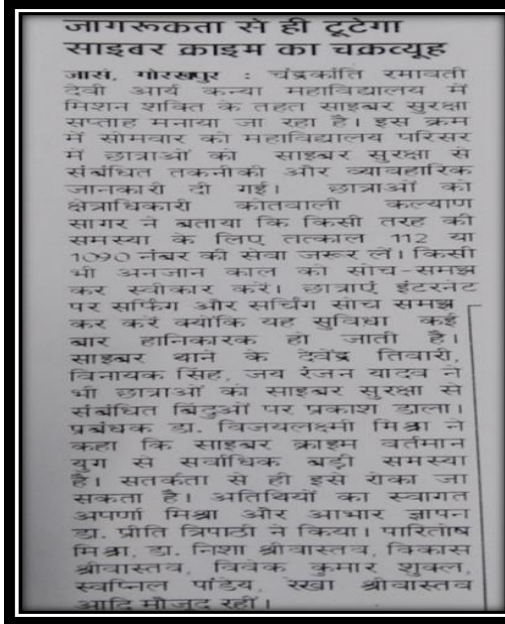 जागरूकता से ही टूटेगा
साइबर क्राइम का चक्रव्यूह
जासं, गोरखपुर : चंद्रकांति रमावती
देवी आर्य कन्या महाविद्यालय में
मिशन शक्ति के तहत साइबर सुरक्षा
सप्ताह मनाया जा रहा है। इस क्रम
में सोमवार को महाविद्यालय परिसर
में छात्राओं को साइबर सुरक्षा से
संबंधित तकनीकी और व्यावहारिक
जानकारी दी गई। छात्राओं को
क्षेत्राधिकारी कोतवाली कल्याण
सागर ने बताया कि किसी तरह की
समस्या के लिए तत्काल 112 या
1090 नंबर की सेवा जरूर लें। किसी
भी अनजान काल को सोच-समझ
कर स्वीकार करें। छात्राएं इंटरनेट
पर सर्फिंग और सर्चिंग सोच समझ
कर करें क्योंकि यह सुविधा कई
बार हानिकारक हो जाती है।
साइबर थाने के देवेंद्र तिवारी,
विनायक सिंह, जय रंजन यादव ने
भी छात्राओं को साइबर सुरक्षा से
संबंधित बिंदुओं पर प्रकाश डाला।
प्रबंधक डा. विजयलक्ष्मी मिश्रा ने
कहा कि साइबर क्राइम वर्तमान
युग से सर्वाधिक बड़ी समस्या
है। सतर्कता से ही इसे रोका जा
सकता है। अतिथियों का स्वागत
अपर्णा मिश्रा और आभार ज्ञापन
डा. प्रीति त्रिपाठी ने किया। पारितोष
मिश्रा, डा. निशा श्रीवास्तव, विकास
श्रीवास्तव, विवेक कुमार शुक्ल,
स्वप्निल पांडेय, रेखा श्रीवास्तव
आदि मौजूद रहीं।